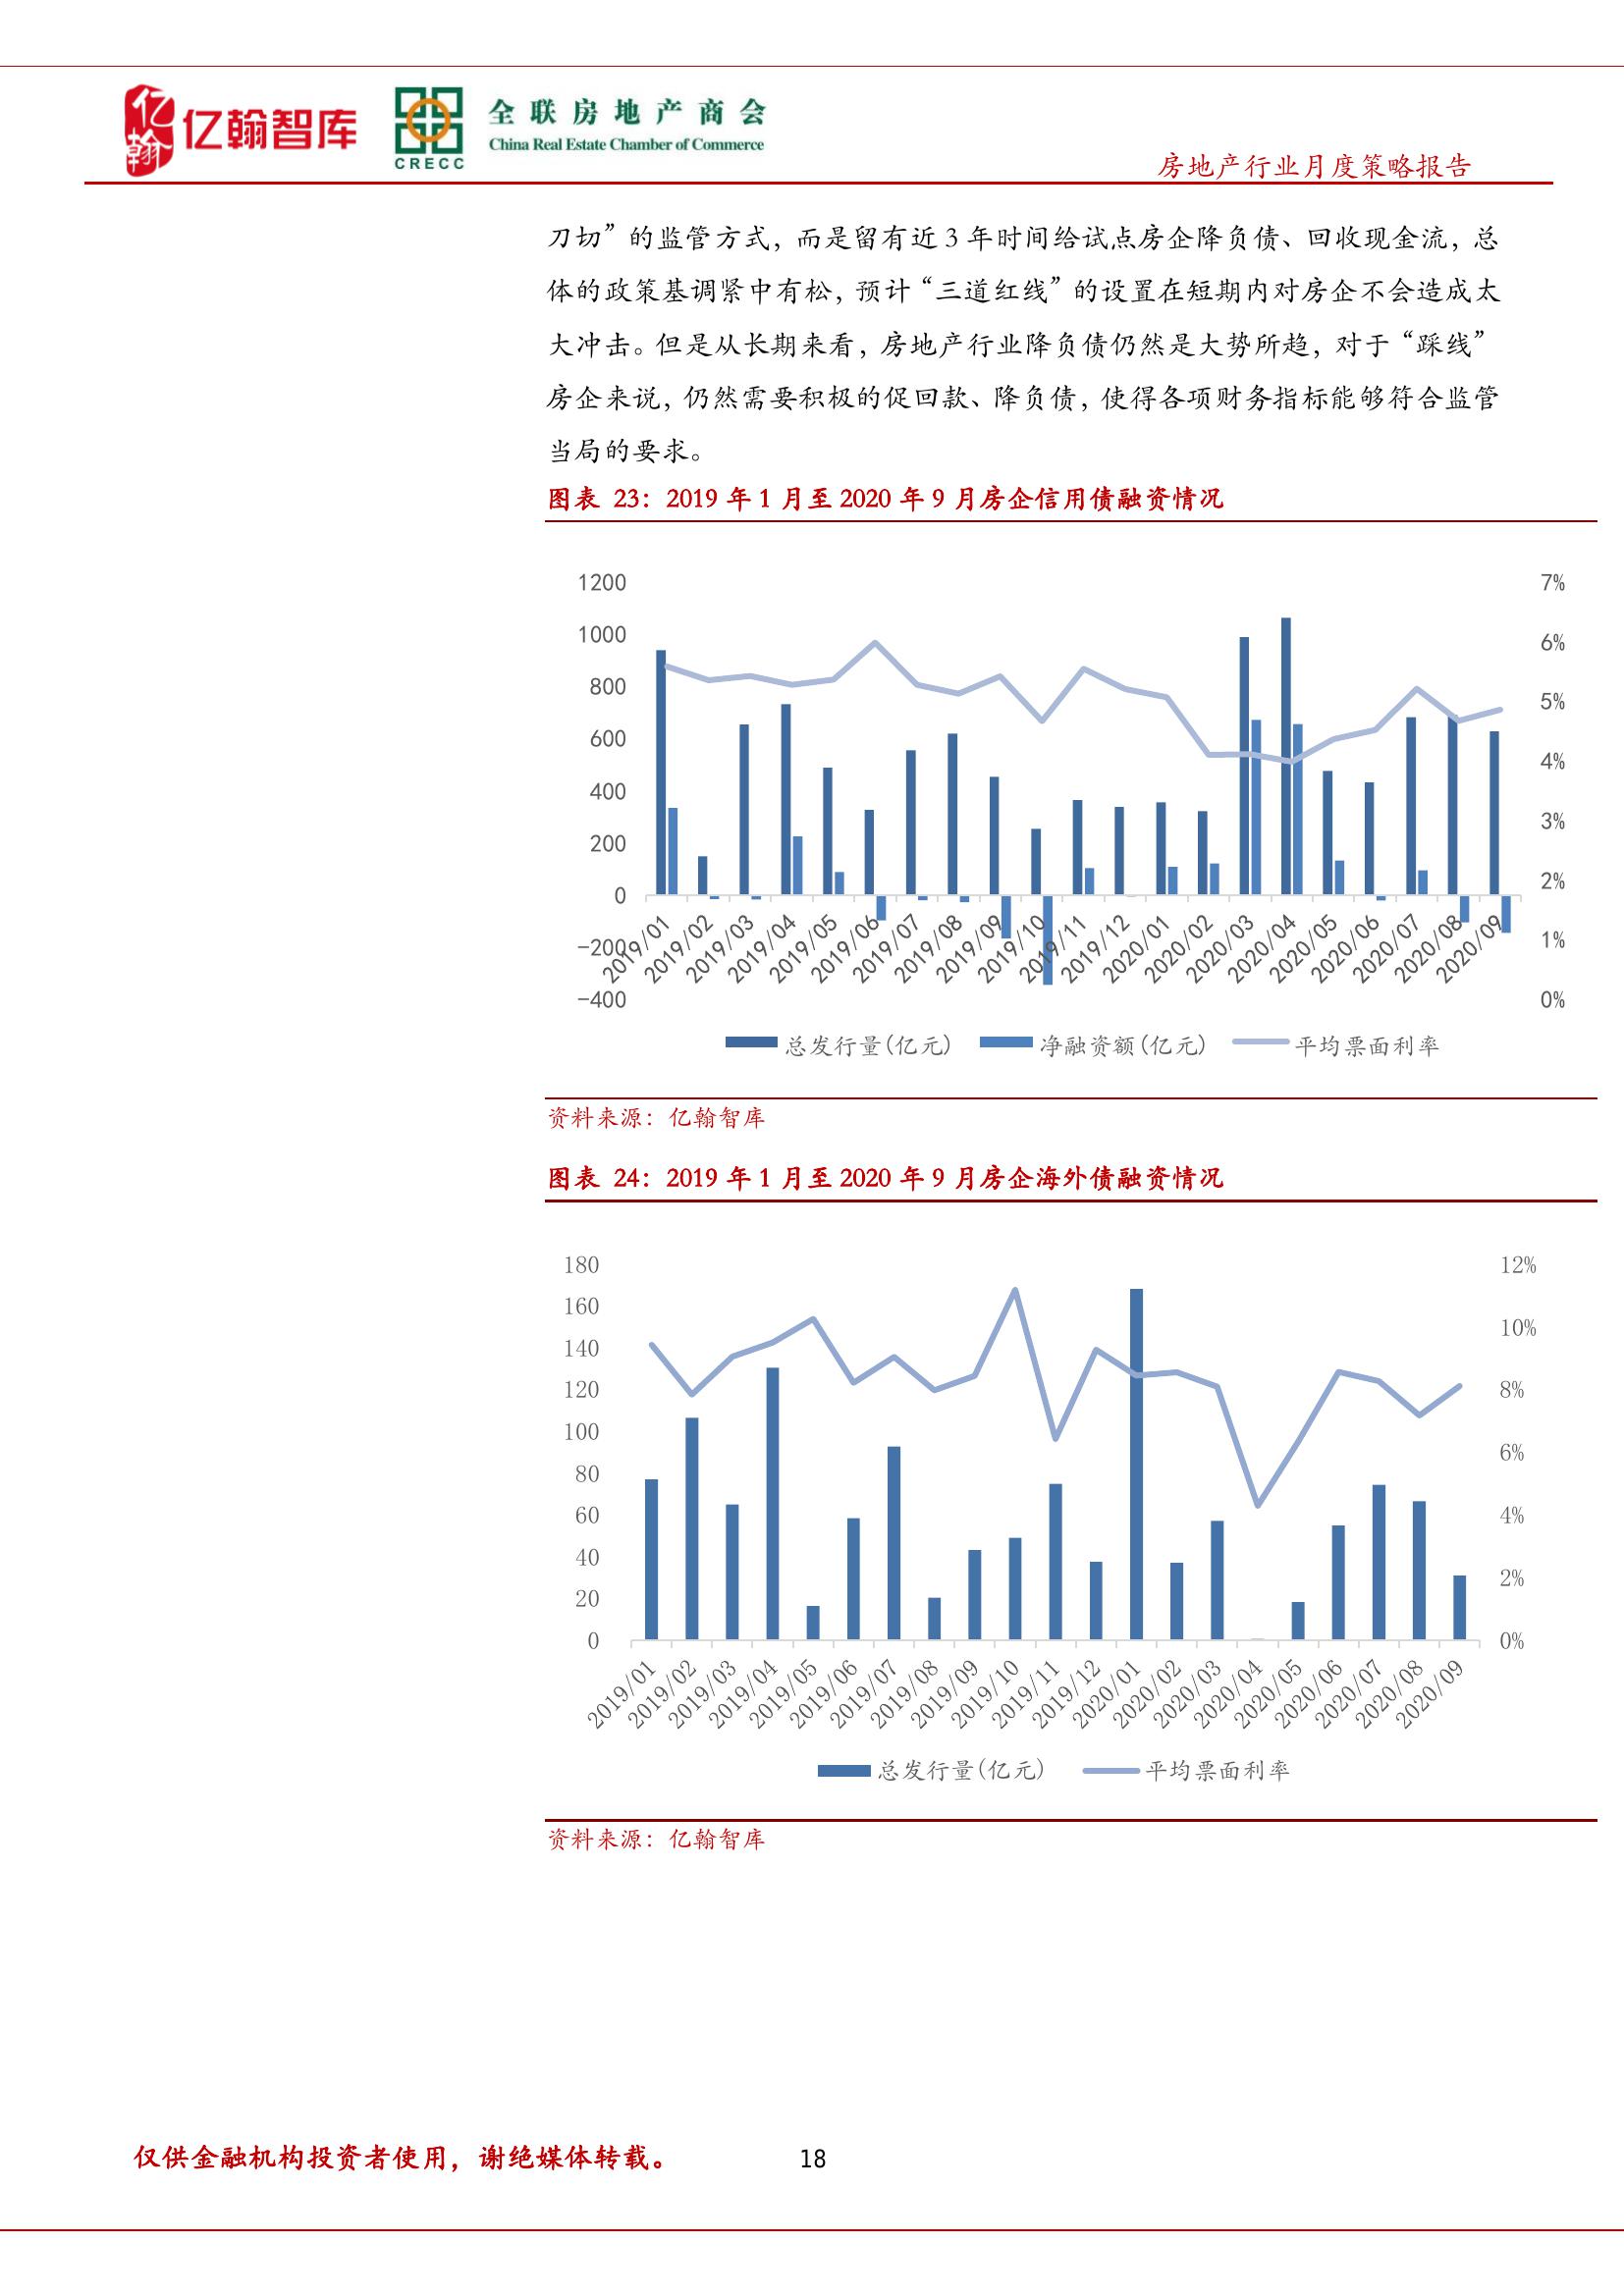 亿翰 亿翰智库
CRECC
全联房地产商会
China Real Estate Chamber of Commerce
房地产行业月度策略报告
刀切”的监管方式，而是留有近 3 年时间给试点房企降负债、回收现金流，总
体的政策基调紧中有松，预计“三道红线”的设置在短期内对房企不会造成太
大冲击。但是从长期来看，房地产行业降负债仍然是大势所趋，对于“踩线”
房企来说，仍然需要积极的促回款、降负债，使得各项财务指标能够符合监管
当局的要求。
图表 23：2019 年 1 月至 2020 年 9 月房企信用债融资情况
1200 7%
1000 6%
800 5%
600 4%
400 3%
200 2%
0 1%
-200 0%
-400
2019/01 2019/02 2019/03 2019/04 2019/05 2019/06 2019/07 2019/08 2019/09 2019/10 2019/11 2019/12 2020/01 2020/02 2020/03 2020/04 2020/05 2020/06 2020/07 2020/08 2020/09
总发行量(亿元) 净融资额(亿元) 平均票面利率
资料来源：亿翰智库
图表 24：2019 年 1 月至 2020 年 9 月房企海外债融资情况
180 12%
160 10%
140 8%
120 6%
100 4%
80 2%
60 0%
40
20
0
2019/01 2019/02 2019/03 2019/04 2019/05 2019/06 2019/07 2019/08 2019/09 2019/10 2019/11 2019/12 2020/01 2020/02 2020/03 2020/04 2020/05 2020/06 2020/07 2020/08 2020/09
总发行量(亿元) 平均票面利率
资料来源：亿翰智库
仅供金融机构投资者使用，谢绝媒体转载。 18